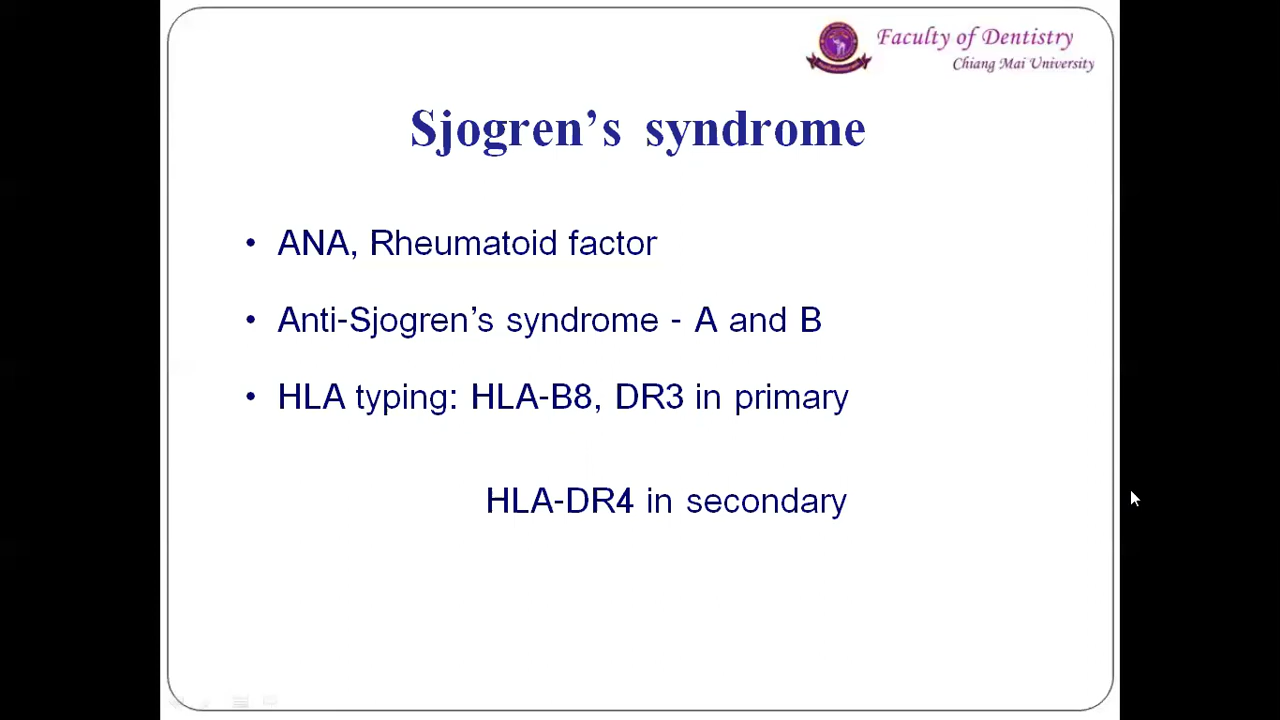 Faculty of Dentistry
Chiang Mai University
Sjogren’s syndrome
• ANA, Rheumatoid factor
• Anti-Sjogren’s syndrome - A and B
• HLA typing: HLA-B8, DR3 in primary
HLA-DR4 in secondary